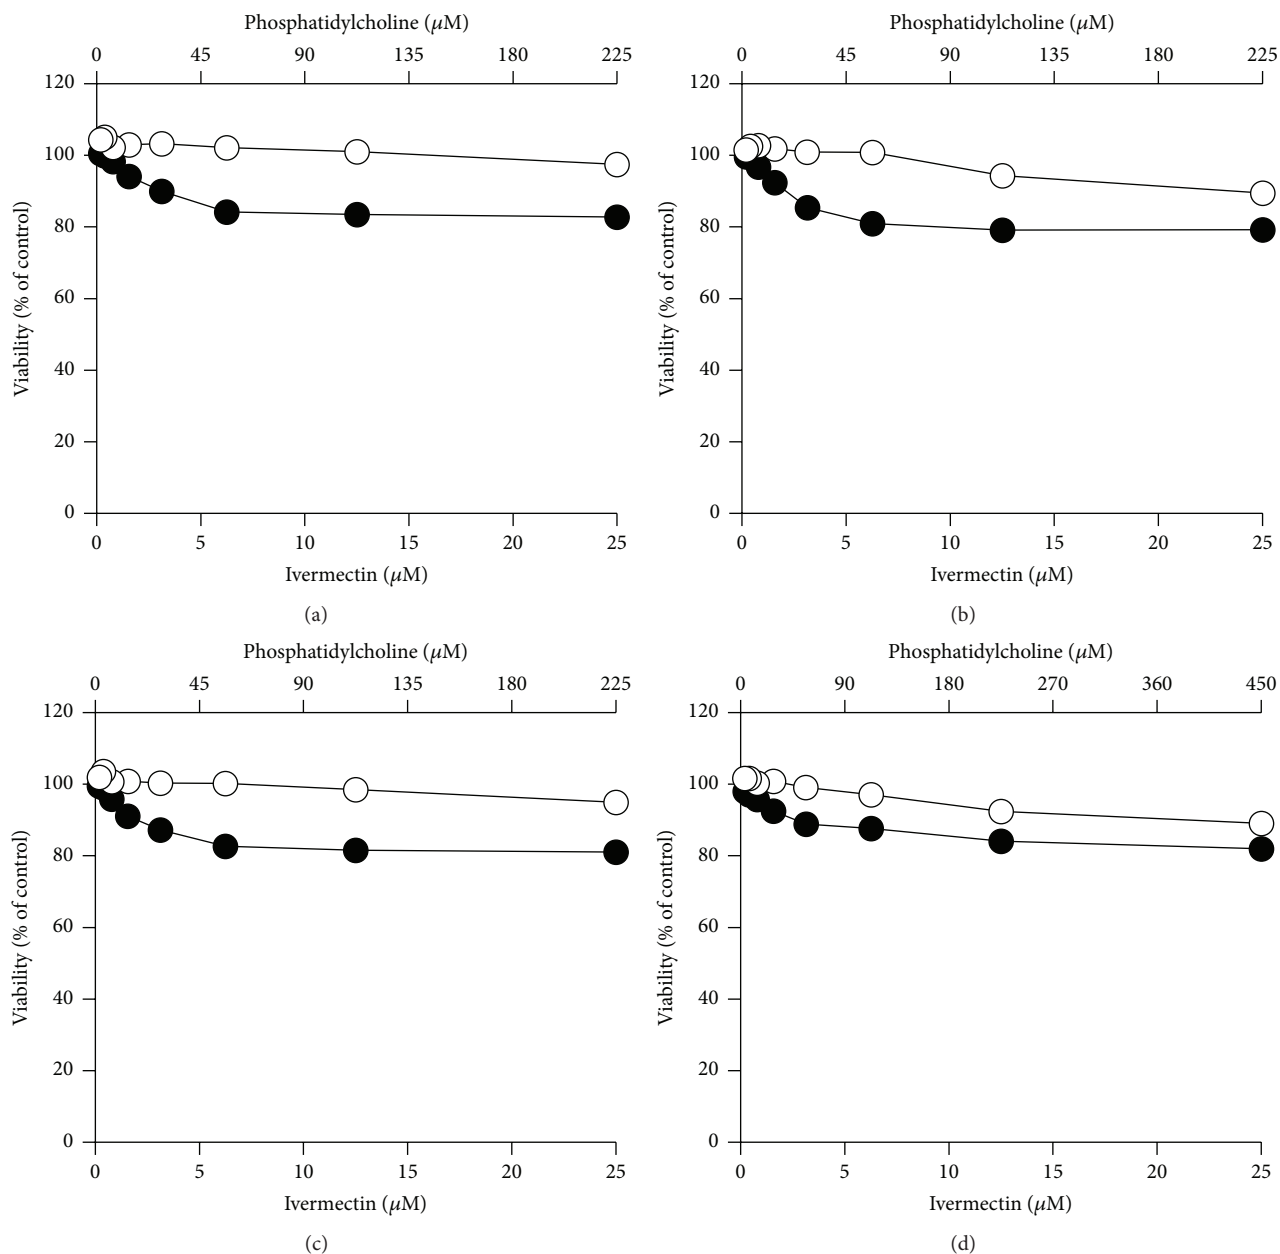 Phosphatidylcholine (μM)
0 45 90 135 180 225
120
100
80
60
40
20
0
Viability (% of control)
0 5 10 15 20 25
Ivermectin (μM)
(a)
Phosphatidylcholine (μM)
0 45 90 135 180 225
120
100
80
60
40
20
0
Viability (% of control)
0 5 10 15 20 25
Ivermectin (μM)
(b)
Phosphatidylcholine (μM)
0 45 90 135 180 225
120
100
80
60
40
20
0
Viability (% of control)
0 5 10 15 20 25
Ivermectin (μM)
(c)
Phosphatidylcholine (μM)
0 90 180 270 360 450
120
100
80
60
40
20
0
Viability (% of control)
0 5 10 15 20 25
Ivermectin (μM)
(d)